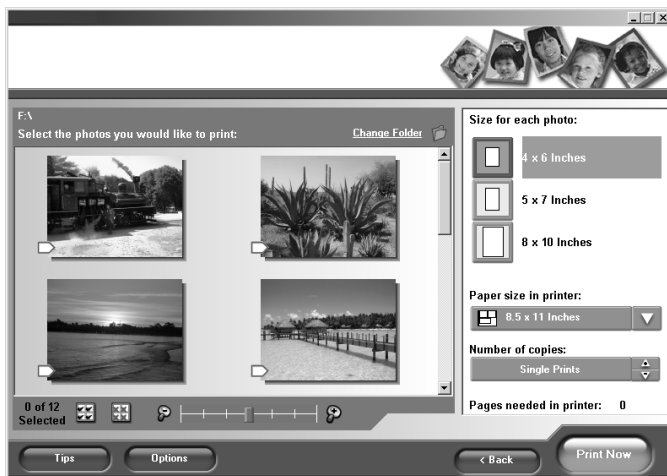 F:\
Select the photos you would like to print:
Change Folder
0 of 12
Selected
Size for each photo:
4 x 6 Inches
5 x 7 Inches
8 x 10 Inches
Paper size in printer:
8.5 x 11 Inches
Number of copies:
Single Prints
Pages needed in printer: 0
Tips
Options
< Back
Print Now